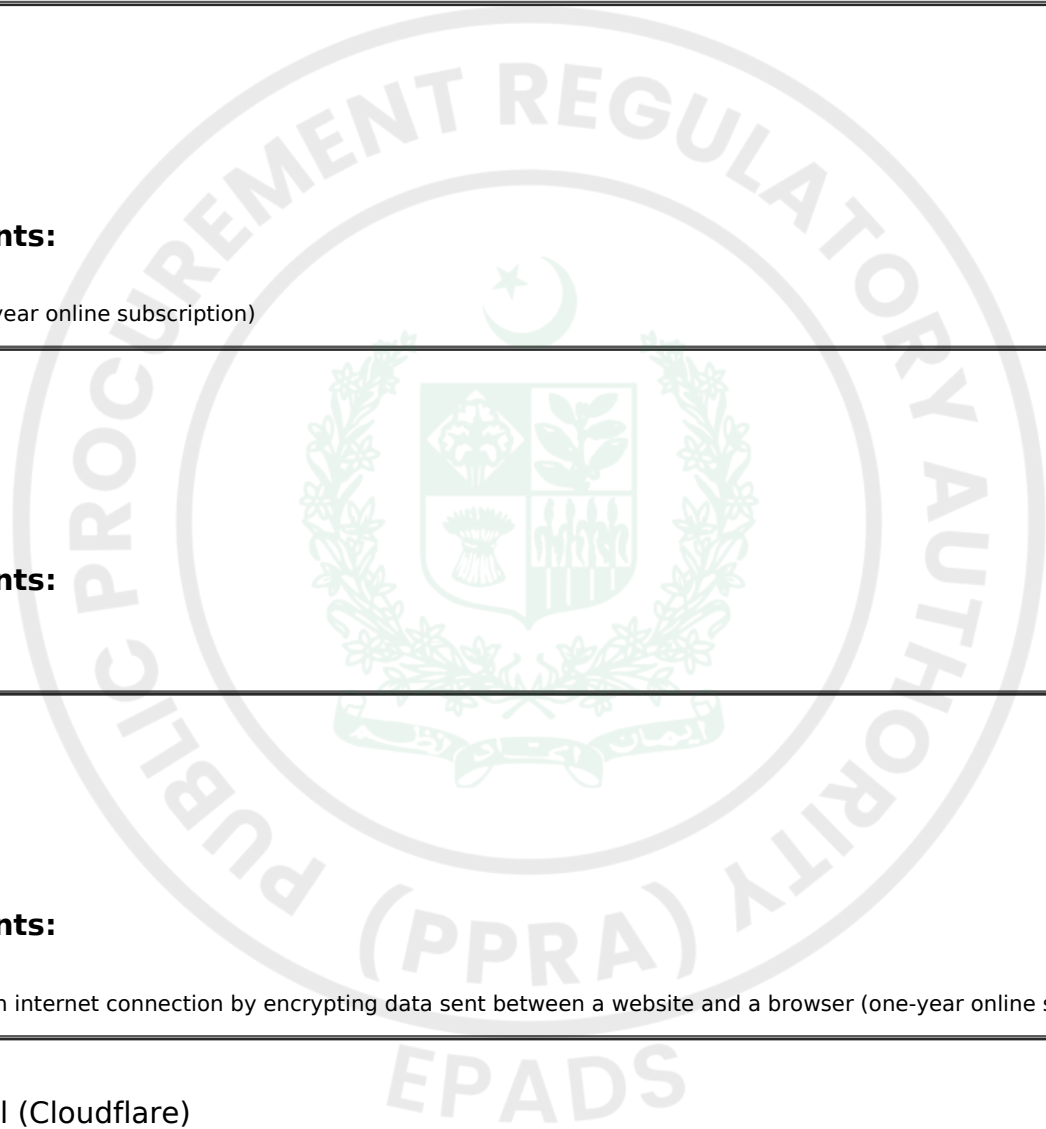 PUBLIC PROCUREMENT REGULATORY AUTHORITY
nts:
year online subscription)
nts:
nts:
n internet connection by encrypting data sent between a website and a browser (one-year online s
(PPRA)
EPADS
l (Cloudflare)